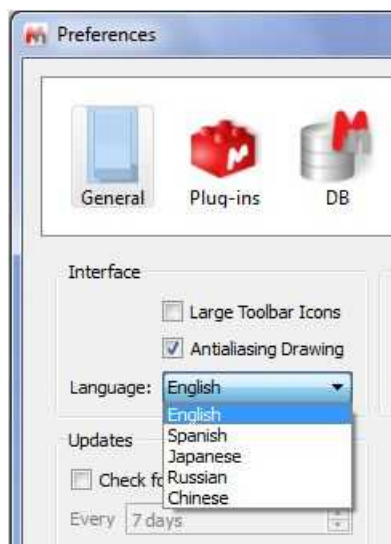 Preferences
General
Plug-ins
DB
Interface
Large Toolbar Icons
Antialiasing Drawing
Language: English
English
Spanish
Japanese
Russian
Chinese
Updates
Check fo
Every 7 days